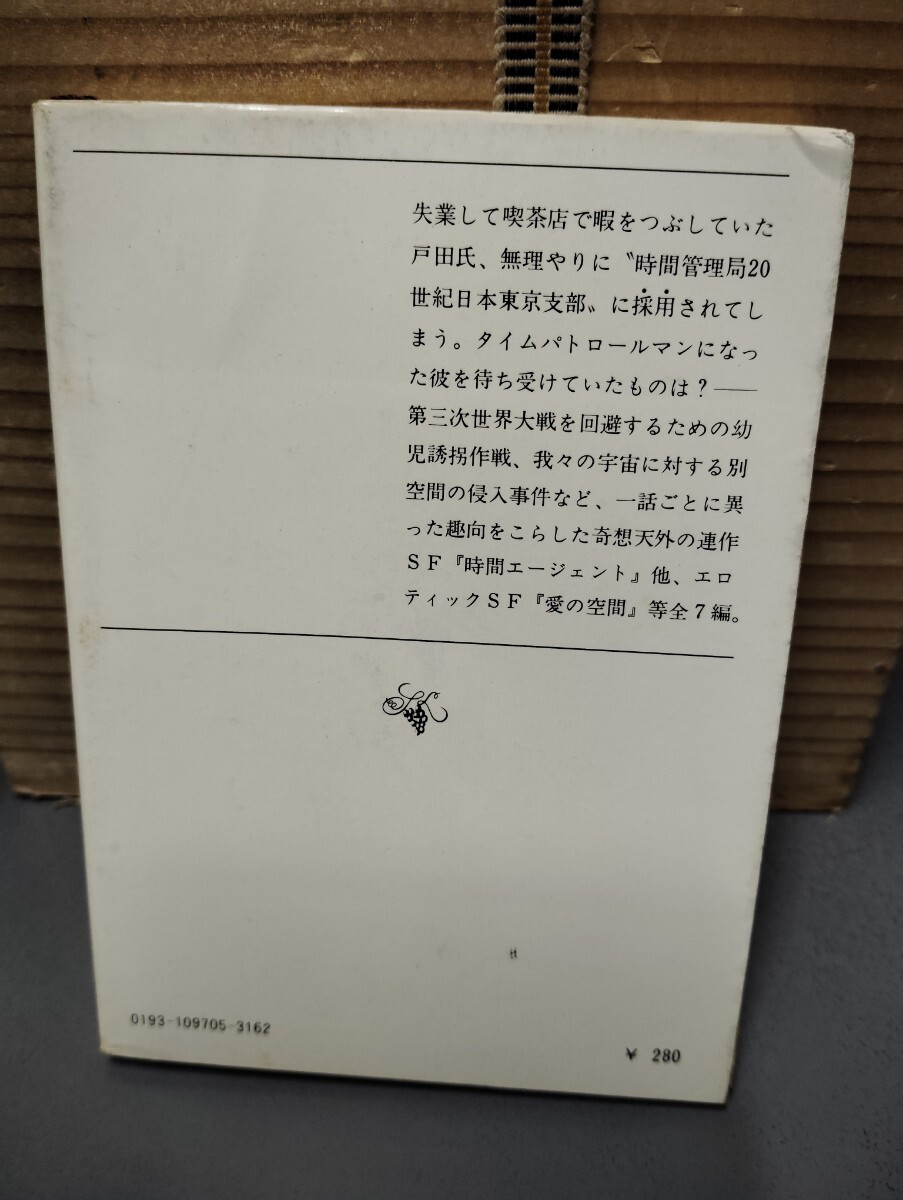 失業して喫茶店で暇をつぶしていた
戸田氏、無理やりに〝時間管理局20
世紀日本東京支部〟に採用されてし
まう。タイムパトロールマンになっ
た彼を待ち受けていたものは？——
第三次世界大戦を回避するための幼
児誘拐作戦、我々の宇宙に対する別
空間の侵入事件など、一話ごとに異
った趣向をこらした奇想天外の連作
ＳＦ『時間エージェント』他、エロ
ティックＳＦ『愛の空間』等全７編。
SK
0193-109705-3162
¥ 280